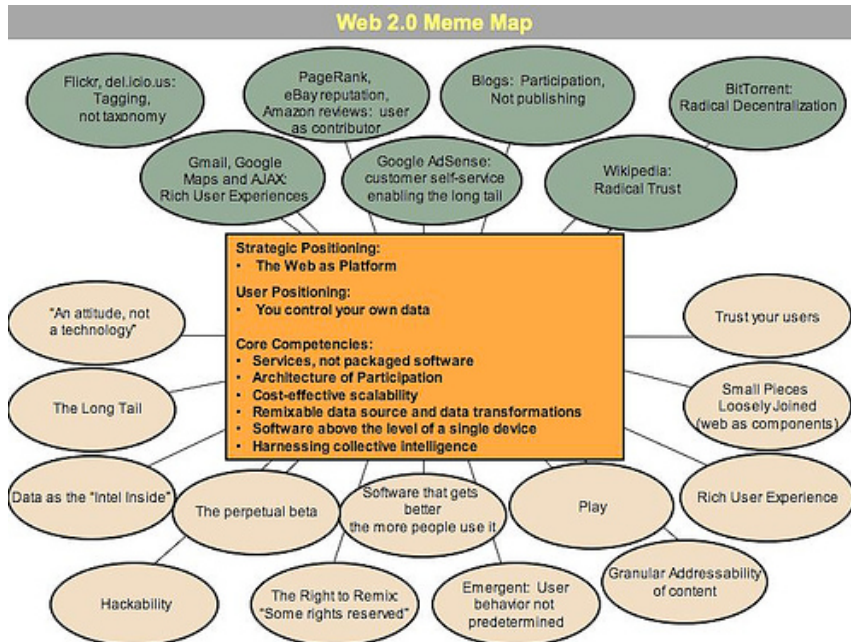 Web 2.0 Meme Map
Flickr, del.icio.us:
Tagging,
not taxonomy
PageRank,
eBay reputation,
Amazon reviews: user
as contributor
Blogs: Participation,
Not publishing
BitTorrent:
Radical Decentralization
Gmail, Google
Maps and AJAX:
Rich User Experiences
Google AdSense:
customer self-service
enabling the long tail
Wikipedia:
Radical Trust
Strategic Positioning:
• The Web as Platform
User Positioning:
• You control your own data
Core Competencies:
• Services, not packaged software
• Architecture of Participation
• Cost-effective scalability
• Remixable data source and data transformations
• Software above the level of a single device
• Harnessing collective intelligence
"An attitude, not
a technology"
Trust your users
The Long Tail
Small Pieces
Loosely Joined
(web as components)
Data as the "Intel Inside"
The perpetual beta
Software that gets
better
the more people use it
Play
Rich User Experience
Hackability
The Right to Remix:
"Some rights reserved"
Emergent: User
behavior not
predetermined
Granular Addressability
of content